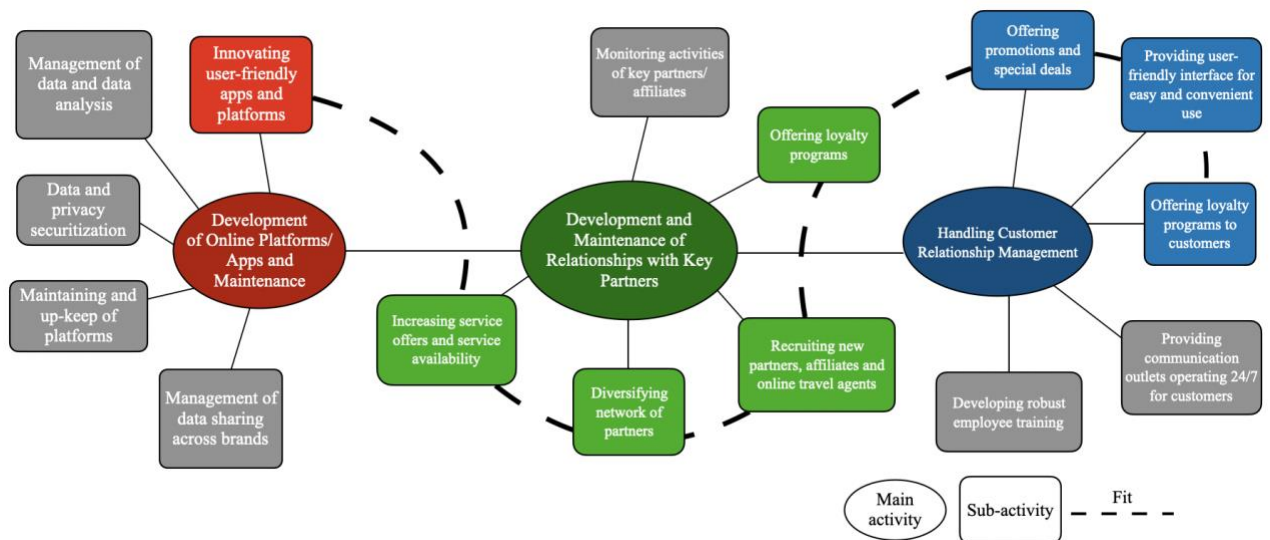 Management of
data and data
analysis
Innovating
user-friendly
apps and
platforms
Data and
privacy
securitization
Development
of Online Platforms/
Apps and
Maintenance
Maintaining and
up-keep of
platforms
Management of
data sharing
across brands
Monitoring activities
of key partners/
affiliates
Offering loyalty
programs
Development and
Maintenance of
Relationships with Key
Partners
Increasing service
offers and service
availability
Diversifying
network of
partners
Recruiting new
partners, affiliates and
online travel agents
Offering
promotions and
special deals
Providing user-
friendly interface for
easy and convenient
use
Handling Customer
Relationship Management
Offering loyalty
programs to
customers
Developing robust
employee training
Providing
communication
outlets operating 24/7
for customers
Main
activity
Sub-activity
Fit